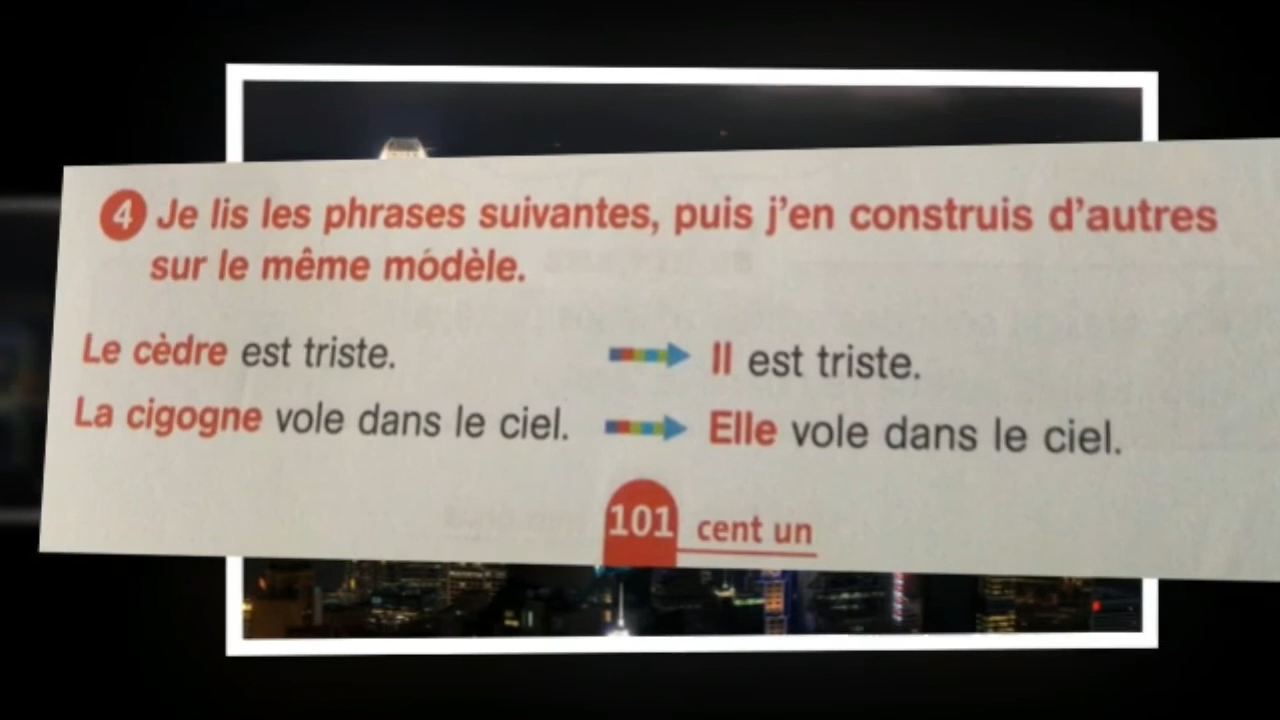 4 Je lis les phrases suivantes, puis j'en construis d'autres
sur le même módèle.
Le cèdre est triste. Il est triste.
La cigogne vole dans le ciel. Elle vole dans le ciel.
101 cent un